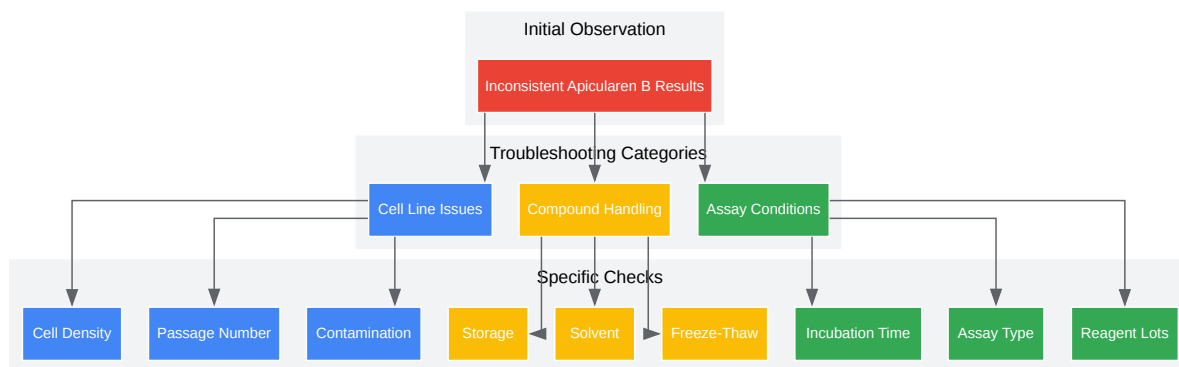 Initial Observation
Inconsistent Apicularen B Results
Troubleshooting Categories
Cell Line Issues
Compound Handling
Assay Conditions
Specific Checks
Cell Density
Passage Number
Contamination
Storage
Solvent
Freeze-Thaw
Incubation Time
Assay Type
Reagent Lots